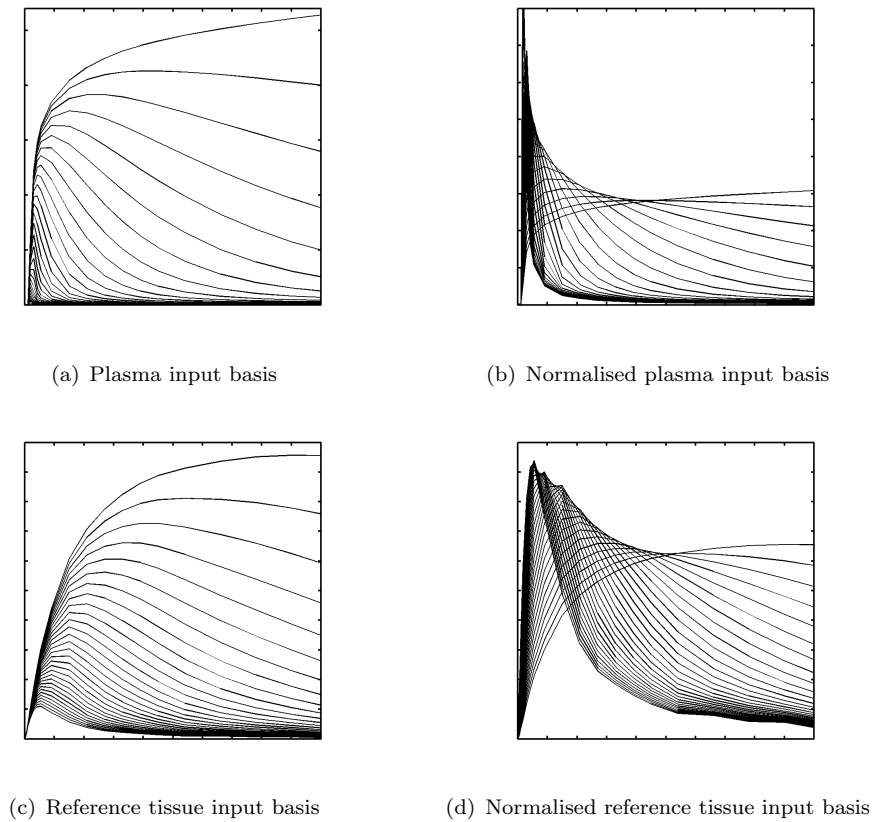 (a) Plasma input basis
(b) Normalised plasma input basis
(c) Reference tissue input basis
(d) Normalised reference tissue input basis